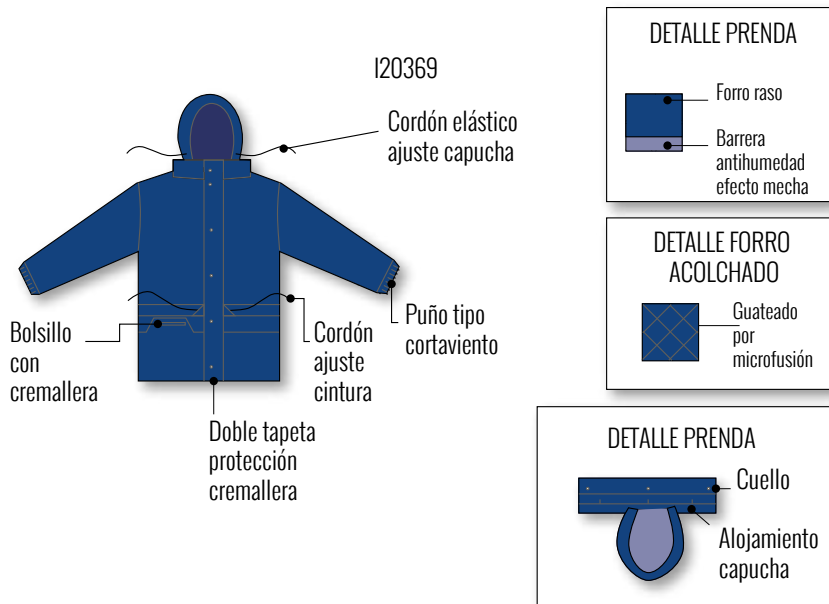 I20369
Cordón elástico
ajuste capucha
Bolsillo
con
cremallera
Cordón
ajuste
cintura
Puño tipo
cortaviento
Doble tapeta
protección
cremallera
DETALLE PRENDA
Forro raso
Barrera
antihumedad
efecto mecha
DETALLE FORRO
ACOLCHADO
Guateado
por
microfusión
DETALLE PRENDA
Cuello
Alojamiento
capucha